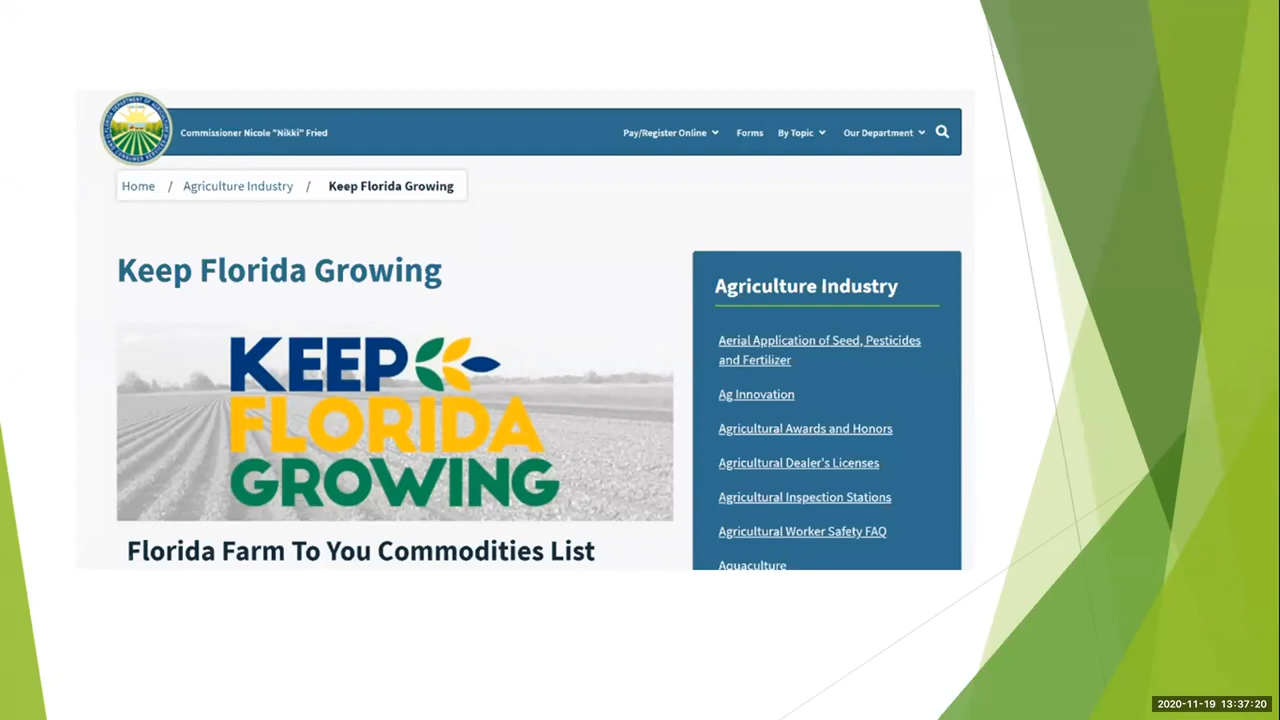 Commissioner Nicole "Nikki" Fried
Pay/Register Online
Forms
By Topic
Our Department
Home / Agriculture Industry / Keep Florida Growing
Keep Florida Growing
KEEP
FLORIDA
GROWING
Florida Farm To You Commodities List
Agriculture Industry
Aerial Application of Seed, Pesticides
and Fertilizer
Ag Innovation
Agricultural Awards and Honors
Agricultural Dealer's Licenses
Agricultural Inspection Stations
Agricultural Worker Safety FAQ
Aquaculture
2020-11-19 13:37:20